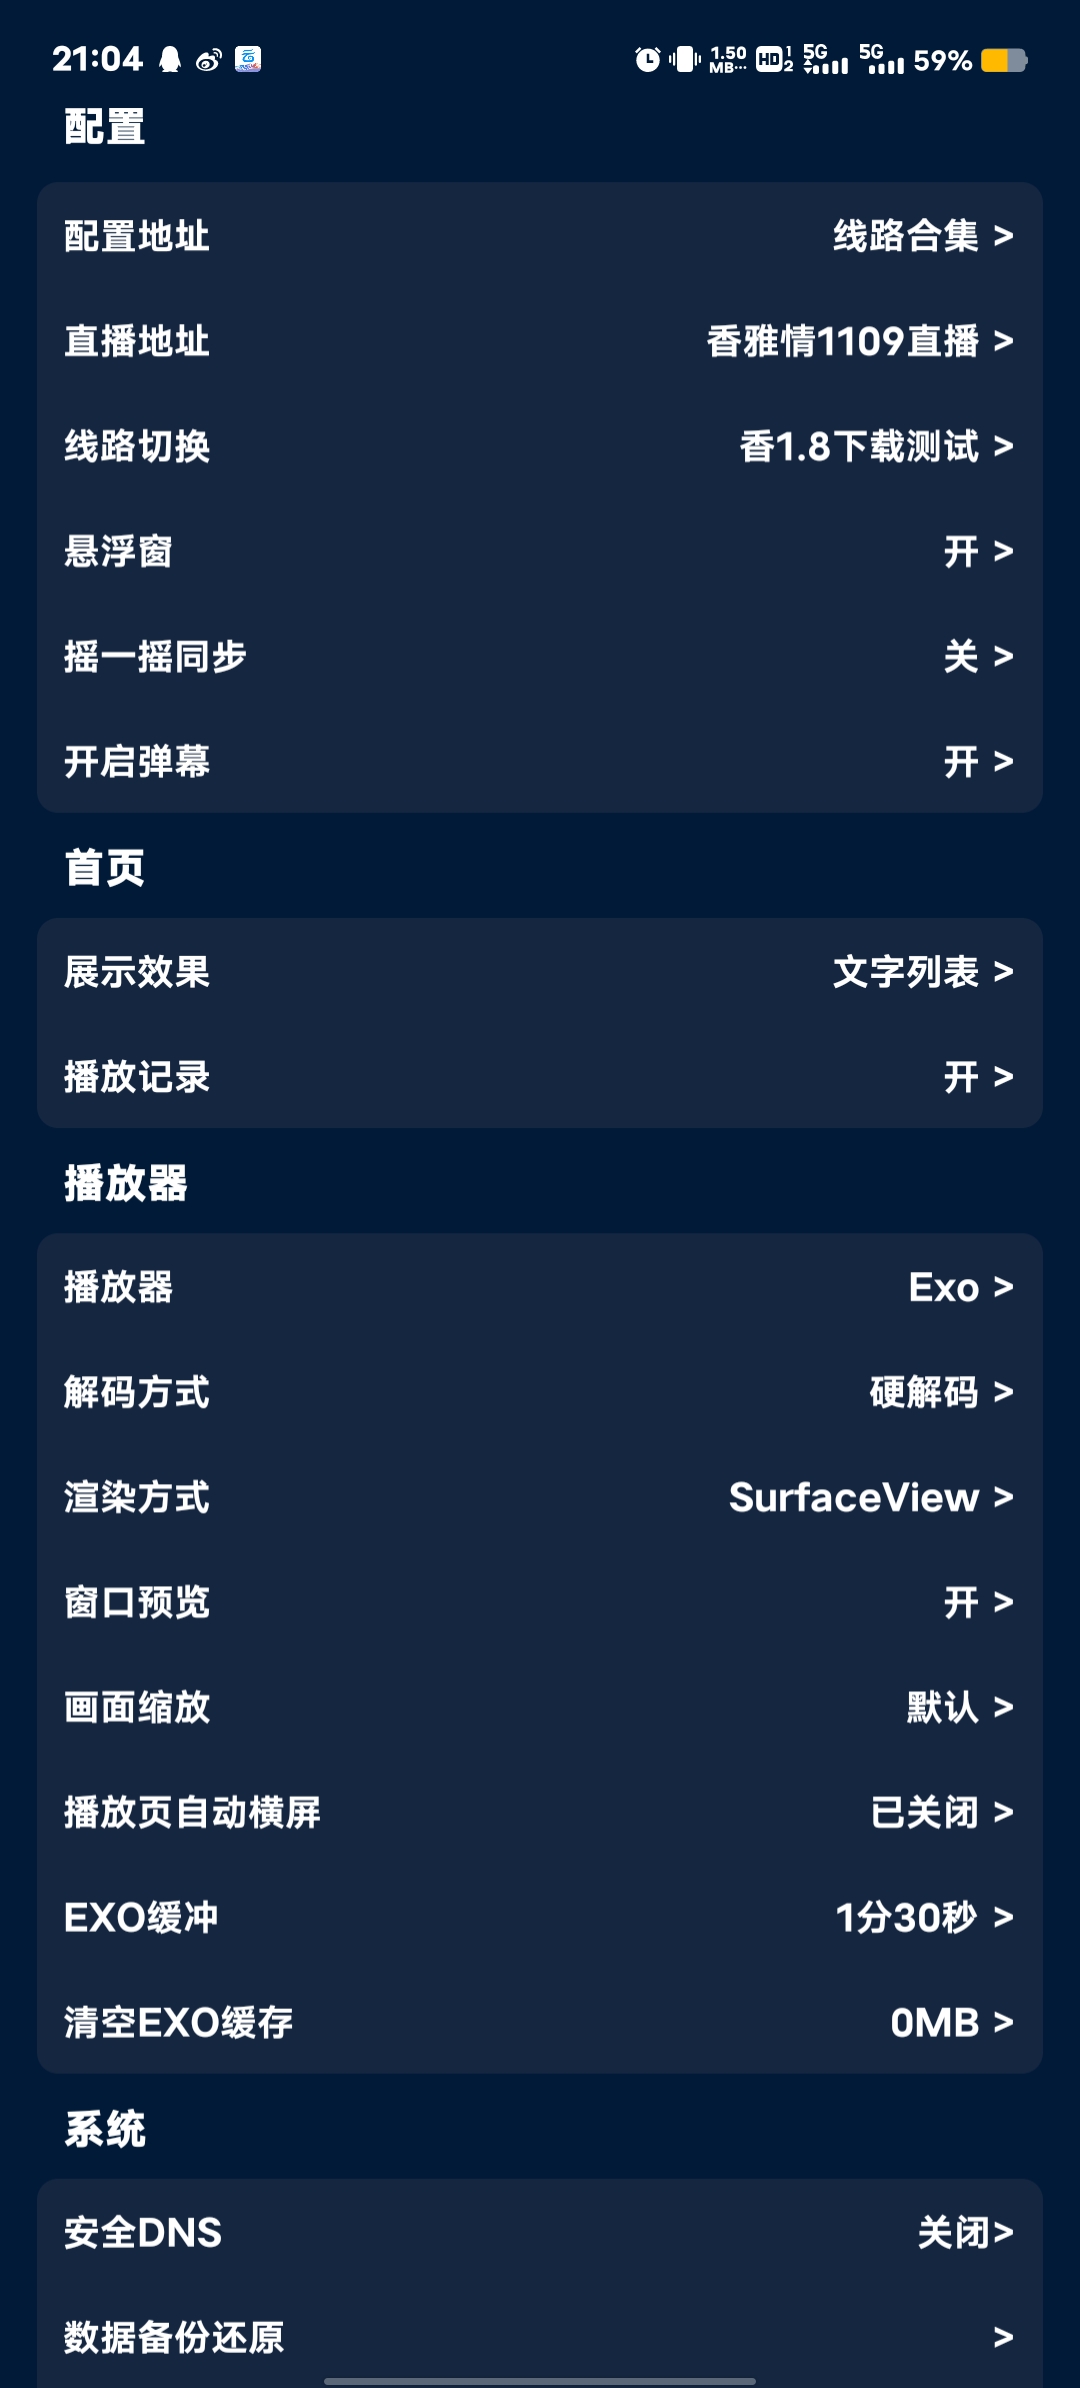 21:04 1.50 MB... HD 1 2 5G 5G 59%
配置
配置地址 线路合集 >
直播地址 香雅情1109直播 >
线路切换 香1.8下载测试 >
悬浮窗 开 >
摇一摇同步 关 >
开启弹幕 开 >
首页
展示效果 文字列表 >
播放记录 开 >
播放器
播放器 Exo >
解码方式 硬解码 >
渲染方式 SurfaceView >
窗口预览 开 >
画面缩放 默认 >
播放页自动横屏 已关闭 >
EXO缓冲 1分30秒 >
清空EXO缓存 0MB >
系统
安全DNS 关闭>
数据备份还原 >